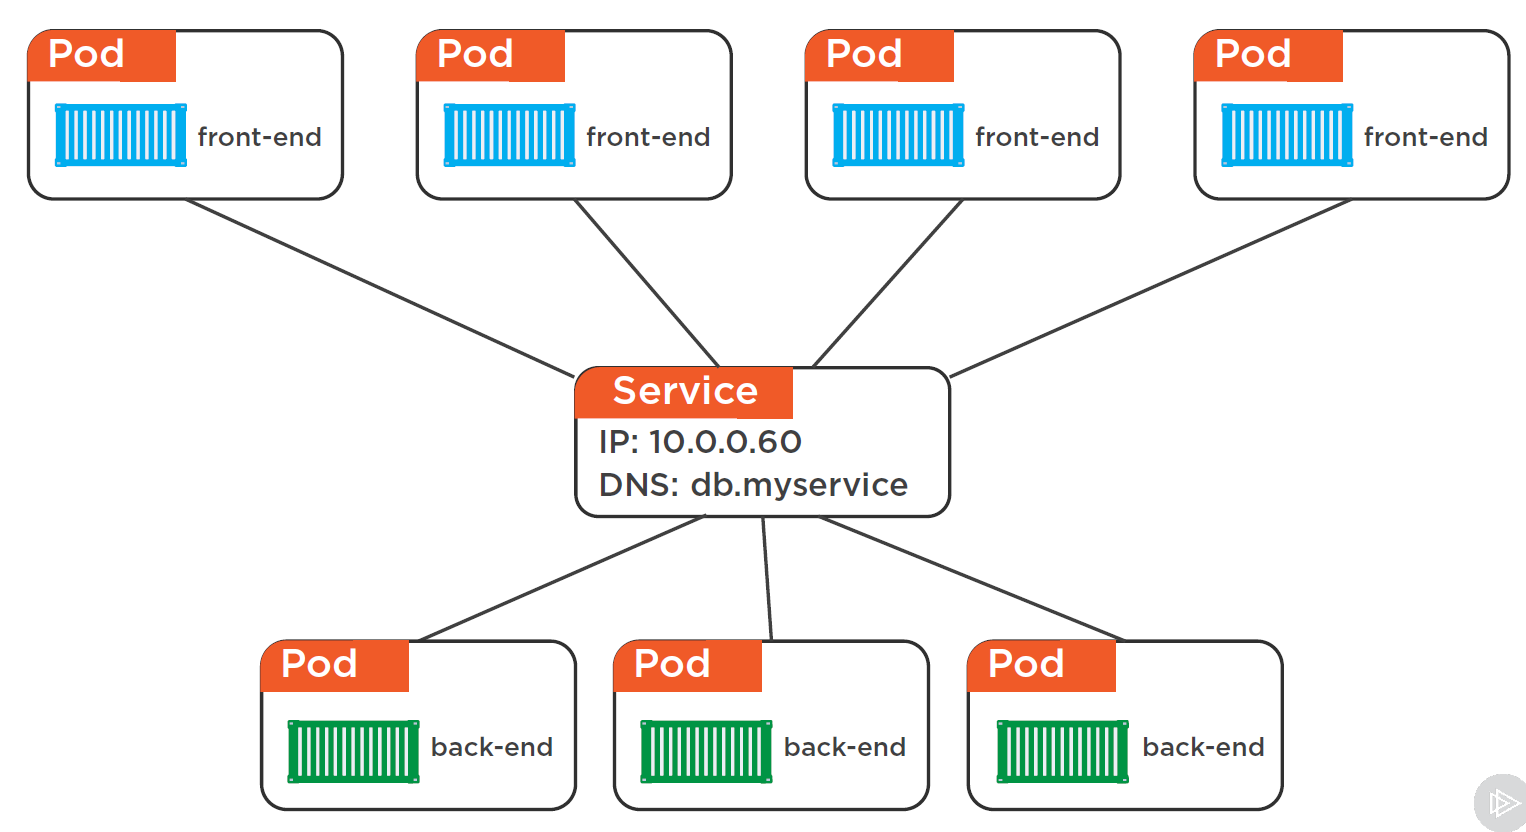 Pod
front-end
Pod
front-end
Pod
front-end
Pod
front-end
Service
IP: 10.0.0.60
DNS: db.myservice
Pod
back-end
Pod
back-end
Pod
back-end